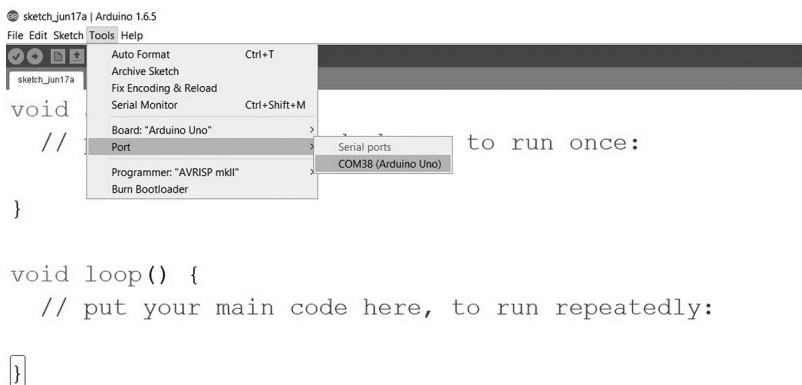 sketch_jun17a | Arduino 1.6.5
File Edit Sketch Tools Help
sketch_jun17a
Auto Format Ctrl+T
Archive Sketch
Fix Encoding & Reload
Serial Monitor Ctrl+Shift+M
Board: "Arduino Uno" >
Port >
Serial ports
COM38 (Arduino Uno)
Programmer: "AVRISP mkII" >
Burn Bootloader
void
// to run once:
}
void loop() {
// put your main code here, to run repeatedly:
}